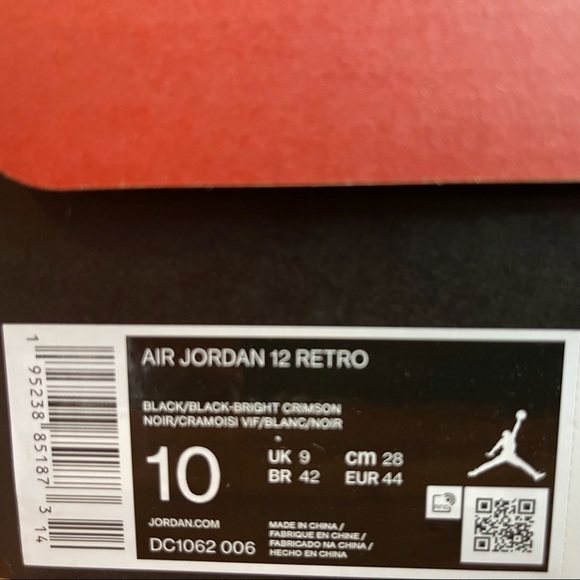 AIR JORDAN 12 RETRO
BLACK/BLACK-BRIGHT CRIMSON
NOIR/CRAMOISI VIF/BLANC/NOIR
10
UK 9
cm 28
BR 42
EUR 44
JORDAN.COM
DC1062 006
MADE IN CHINA /
FABRIQUE EN CHINE /
FABRICADO NA CHINA /
HECHO EN CHINA
1 95238 85187 3 14